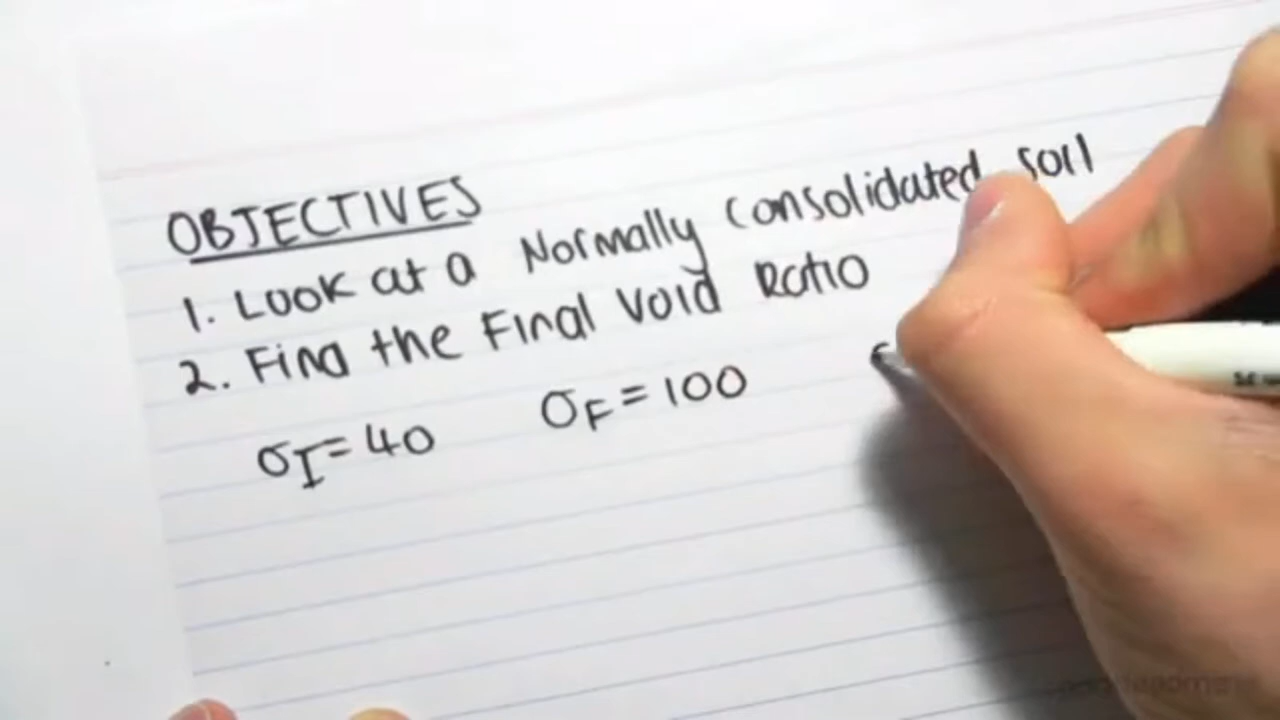 OBJECTIVES
1. Look at a Normally Consolidated Soil
2. Find the Final Void Ratio
σI = 40 σF = 100